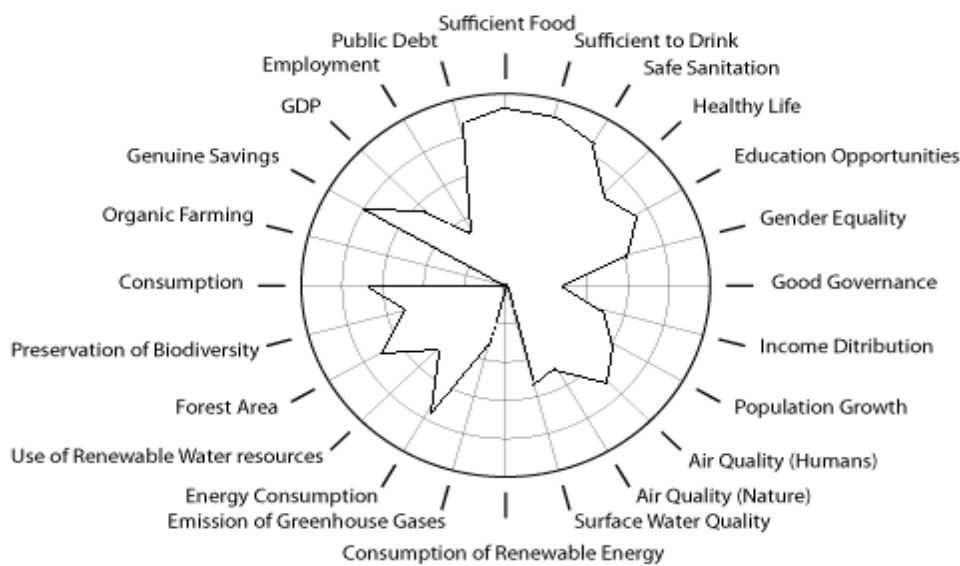 Sufficient Food
Public Debt
Sufficient to Drink
Employment
Safe Sanitation
GDP
Healthy Life
Genuine Savings
Education Opportunities
Organic Farming
Gender Equality
Consumption
Good Governance
Preservation of Biodiversity
Income Ditribution
Forest Area
Population Growth
Use of Renewable Water resources
Air Quality (Humans)
Energy Consumption
Air Quality (Nature)
Emission of Greenhouse Gases
Surface Water Quality
Consumption of Renewable Energy